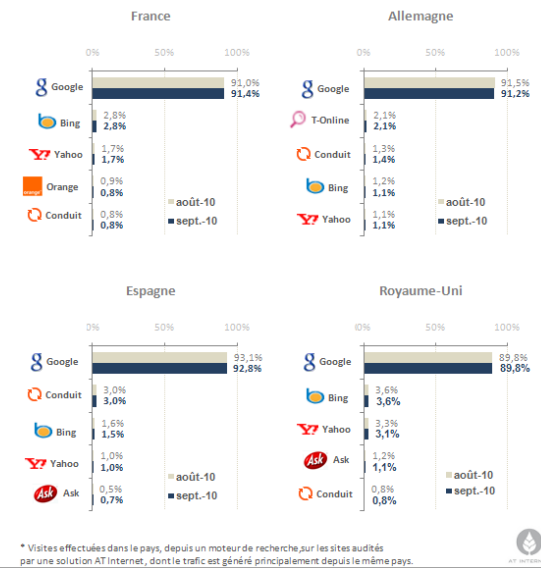 France
0% 50% 100%
Google 91,0%
91,4%
Bing 2,8%
2,8%
Yahoo 1,7%
1,7%
orange Orange 0,9%
0,8%
Conduit 0,8%
0,8%
août-10
sept.-10
Allemagne
0% 50% 100%
Google 91,5%
91,2%
T-Online 2,1%
2,1%
Conduit 1,3%
1,4%
Bing 1,2%
1,1%
Yahoo 1,1%
1,1%
août-10
sept.-10
Espagne
0% 50% 100%
Google 93,1%
92,8%
Conduit 3,0%
3,0%
Bing 1,6%
1,5%
Yahoo 1,0%
1,0%
Ask Ask 0,5%
0,7%
août-10
sept.-10
Royaume-Uni
0% 50% 100%
Google 89,8%
89,8%
Bing 3,6%
3,6%
Yahoo 3,3%
3,1%
Ask Ask 1,2%
1,1%
Conduit 0,8%
0,8%
août-10
sept.-10
* Visites effectuées dans le pays, depuis un moteur de recherche,sur les sites audités
par une solution AT Internet, dont le trafic est généré principalement depuis le même pays.